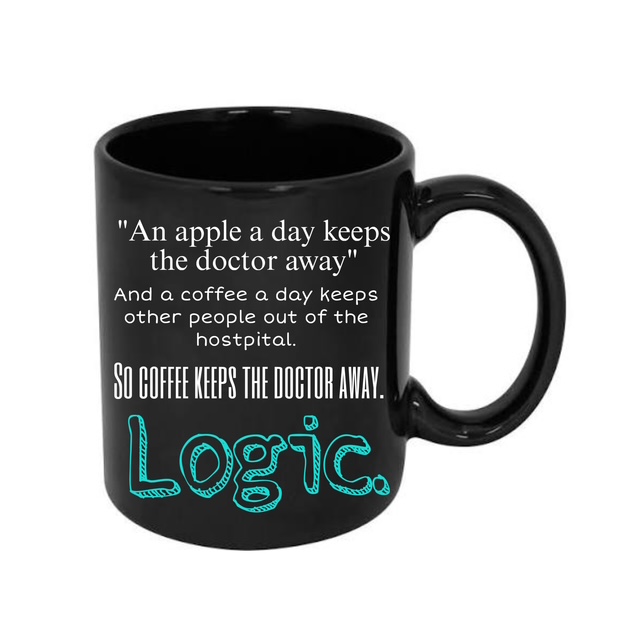 "An apple a day keeps
the doctor away"
And a coffee a day keeps
other people out of the
hostpital.
So coffee keeps the doctor away.
Logic.